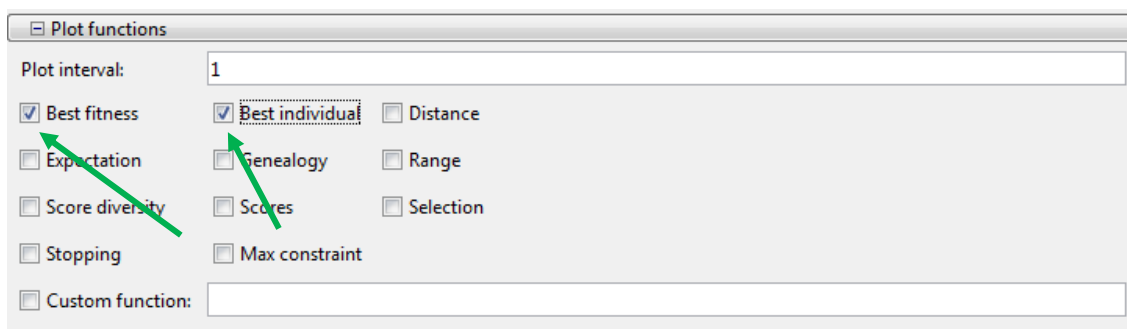 Plot functions
Plot interval: 1
Best fitness Best individual Distance
Expectation Genealogy Range
Score diversity Scores Selection
Stopping Max constraint
Custom function: